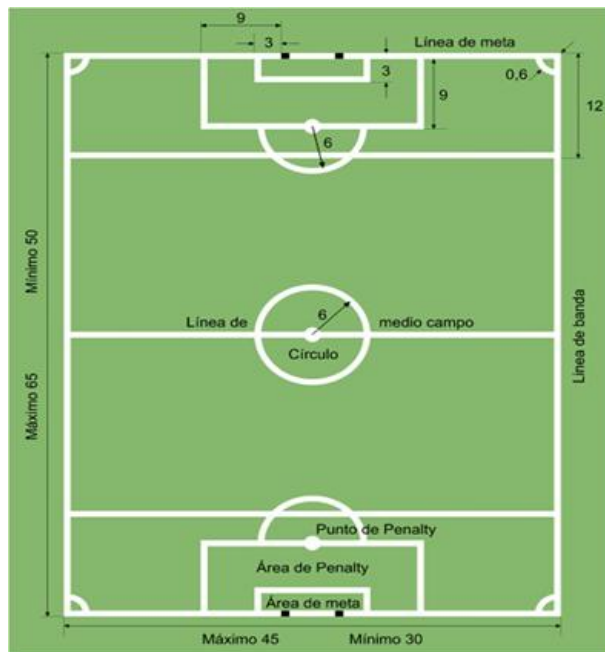 9
3
Línea de meta
3
0,6
9
12
6
Mínimo 50
Línea de
6
medio campo
Círculo
Línea de banda
Máximo 65
Punto de Penalty
Área de Penalty
Área de meta
Máximo 45
Mínimo 30